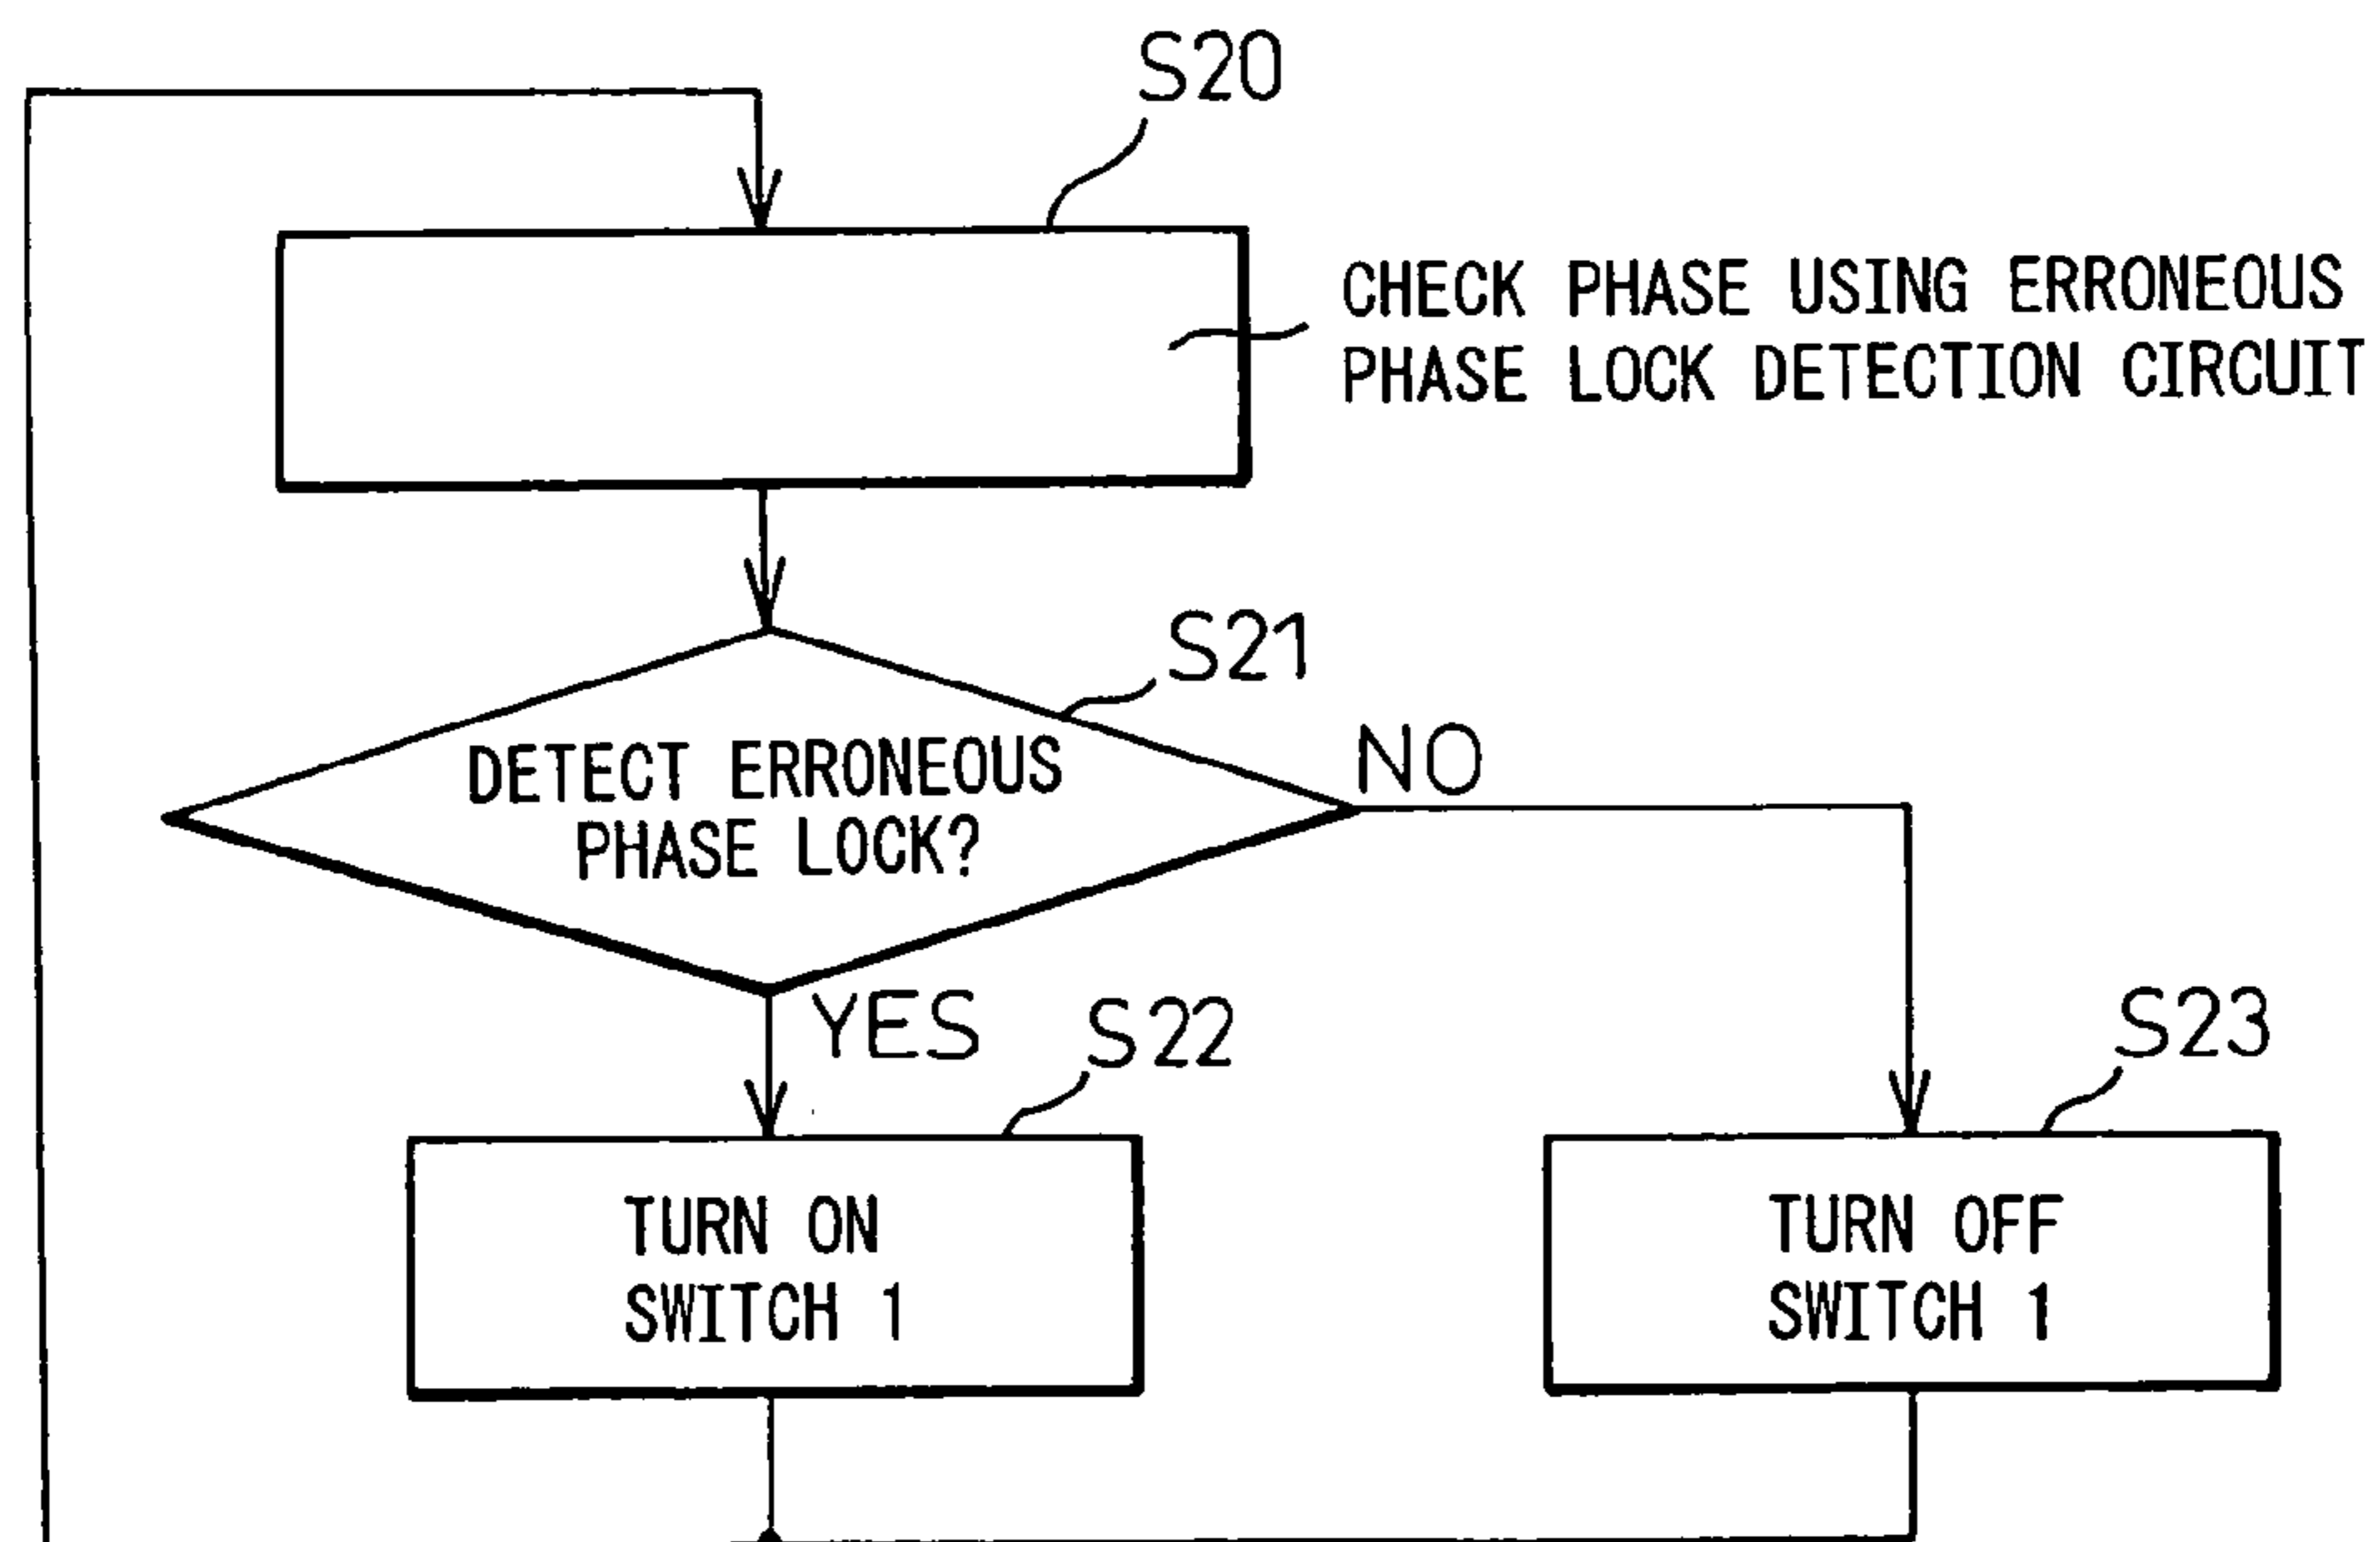 S20
CHECK PHASE USING ERRONEOUS
PHASE LOCK DETECTION CIRCUIT
S21
DETECT ERRONEOUS
PHASE LOCK?
NO
YES
S22
S23
TURN ON
SWITCH 1
TURN OFF
SWITCH 1